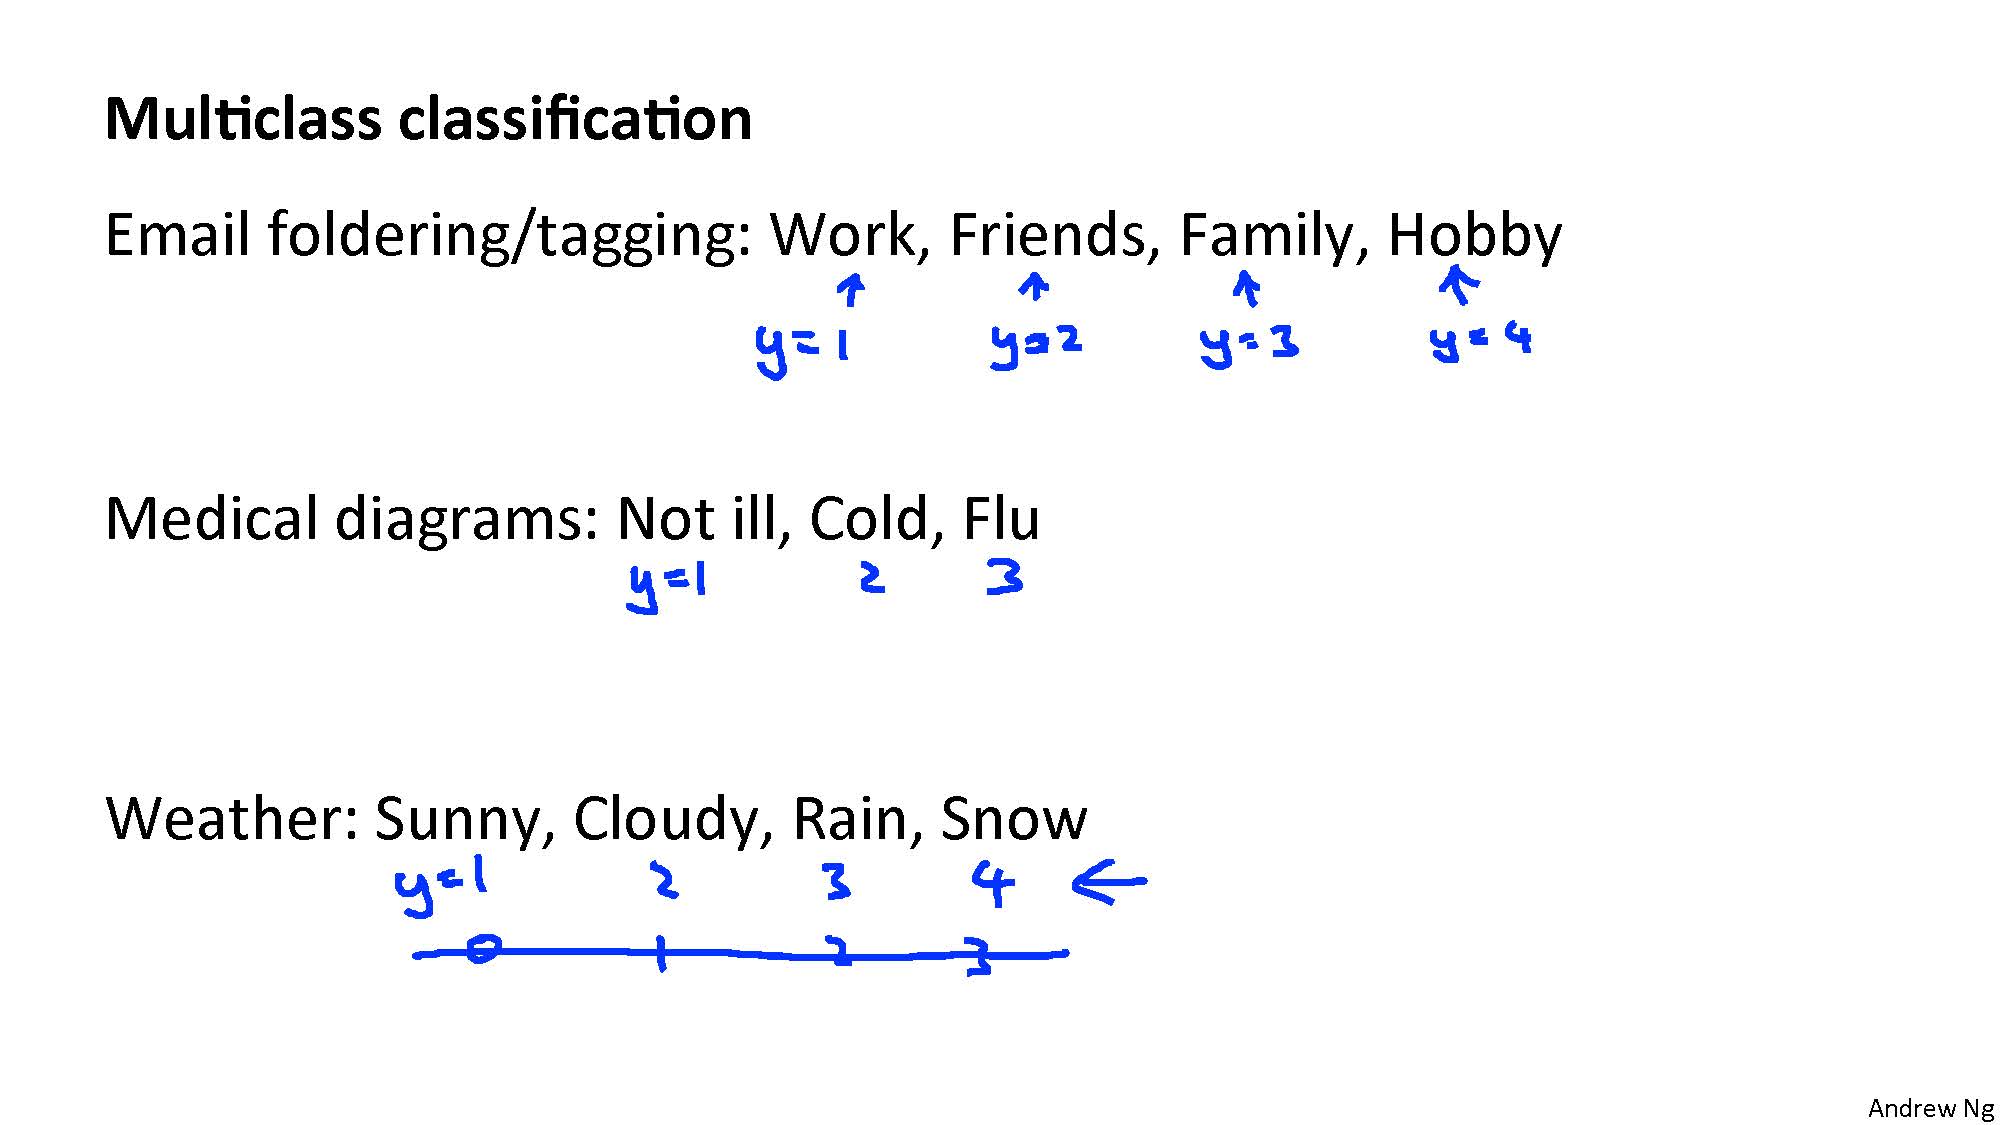 Multiclass classification
Email foldering/tagging: Work, Friends, Family, Hobby
y=1 y=2 y=3 y=4
Medical diagrams: Not ill, Cold, Flu
y=1 2 3
Weather: Sunny, Cloudy, Rain, Snow
y=1 2 3 4 ←
0 1 2 3
Andrew Ng